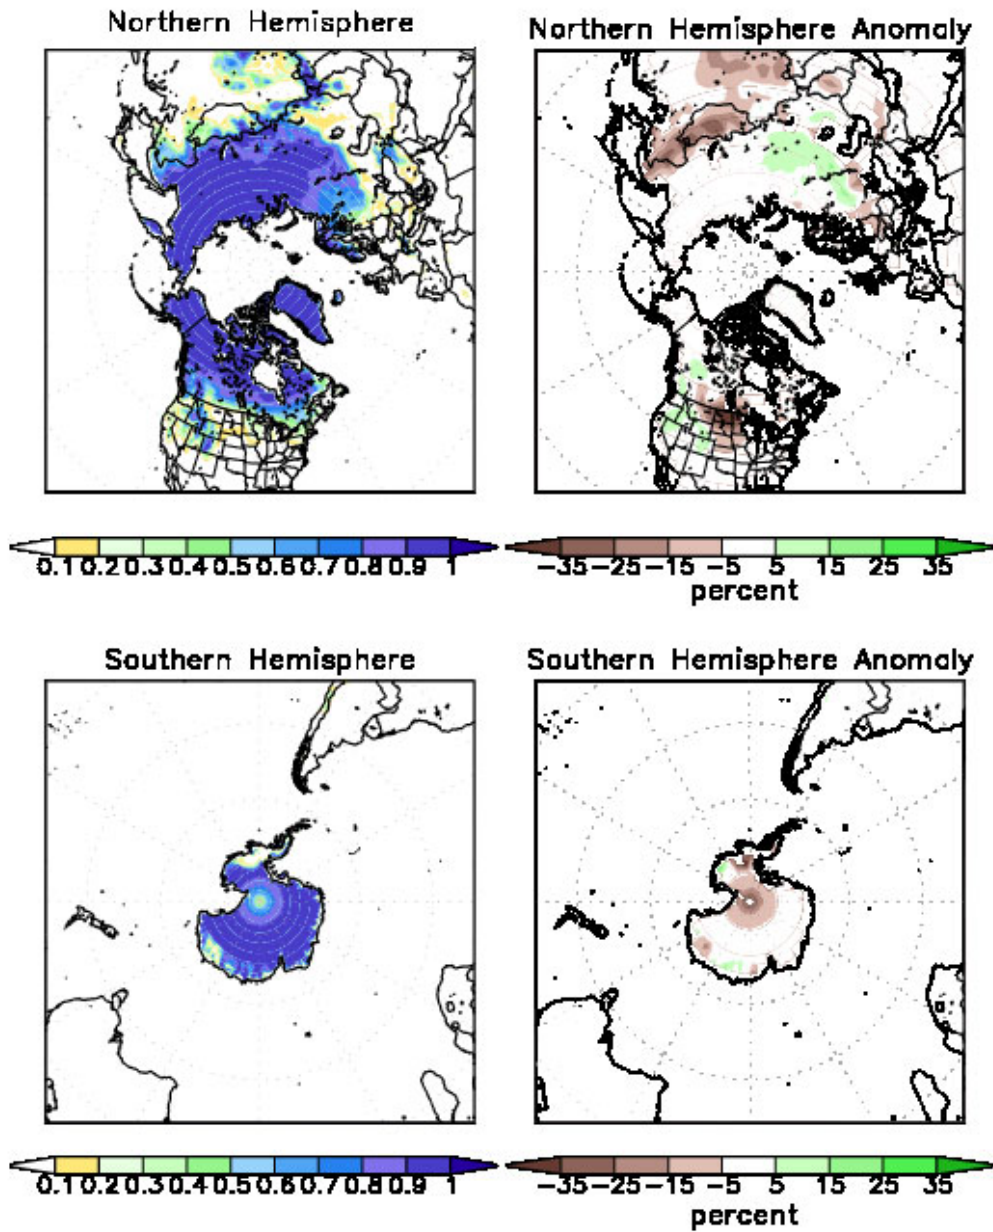 Northern Hemisphere
Northern Hemisphere Anomaly
0.1 0.2 0.3 0.4 0.5 0.6 0.7 0.8 0.9 1
-35 -25 -15 -5 5 15 25 35
percent
Southern Hemisphere
Southern Hemisphere Anomaly
0.1 0.2 0.3 0.4 0.5 0.6 0.7 0.8 0.9 1
-35 -25 -15 -5 5 15 25 35
percent